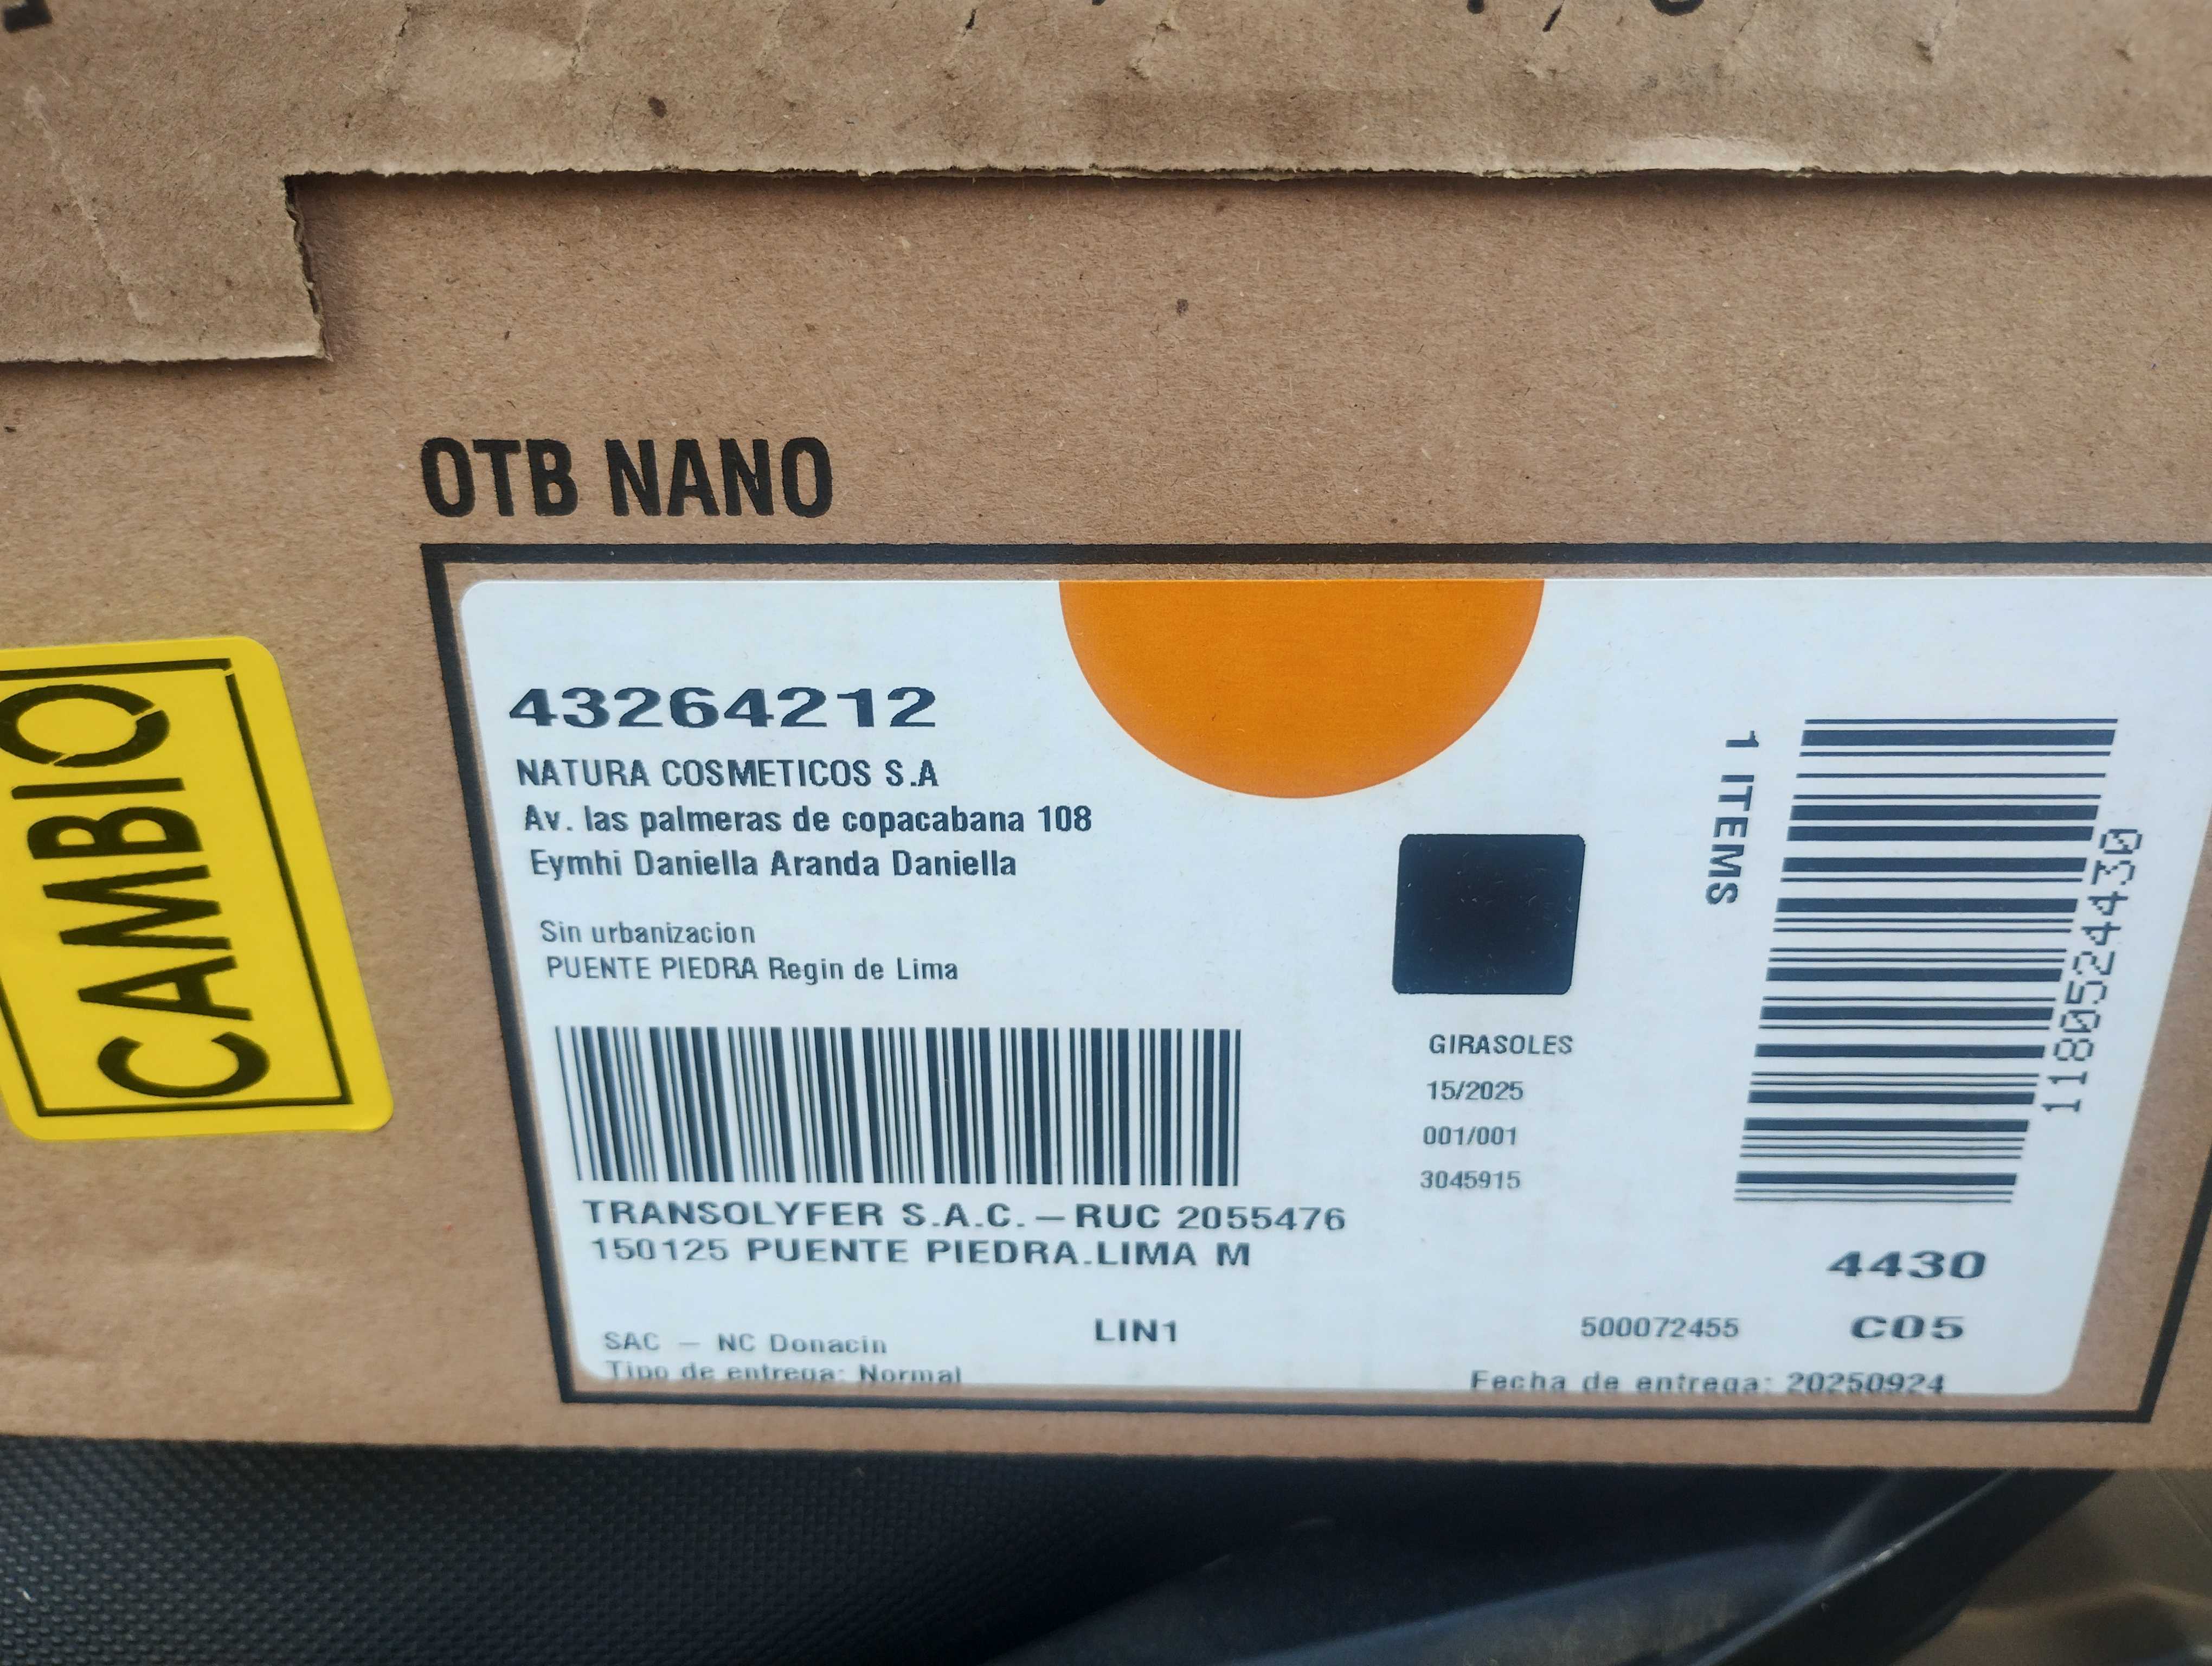 OTB NANO
CAMBIO
43264212
NATURA COSMETICOS S.A
Av. las palmeras de copacabana 108
Eymhi Daniella Aranda Daniella
Sin urbanizacion
PUENTE PIEDRA Regin de Lima
1 ITEMS
1180524430
GIRASOLES
15/2025
001/001
3045915
TRANSOLYFER S.A.C. – RUC 2055476
150125 PUENTE PIEDRA.LIMA M
4430
SAC – NC Donacin
LIN1
500072455
C05
Tipo de entrega: Normal
Fecha de entrega: 20250924